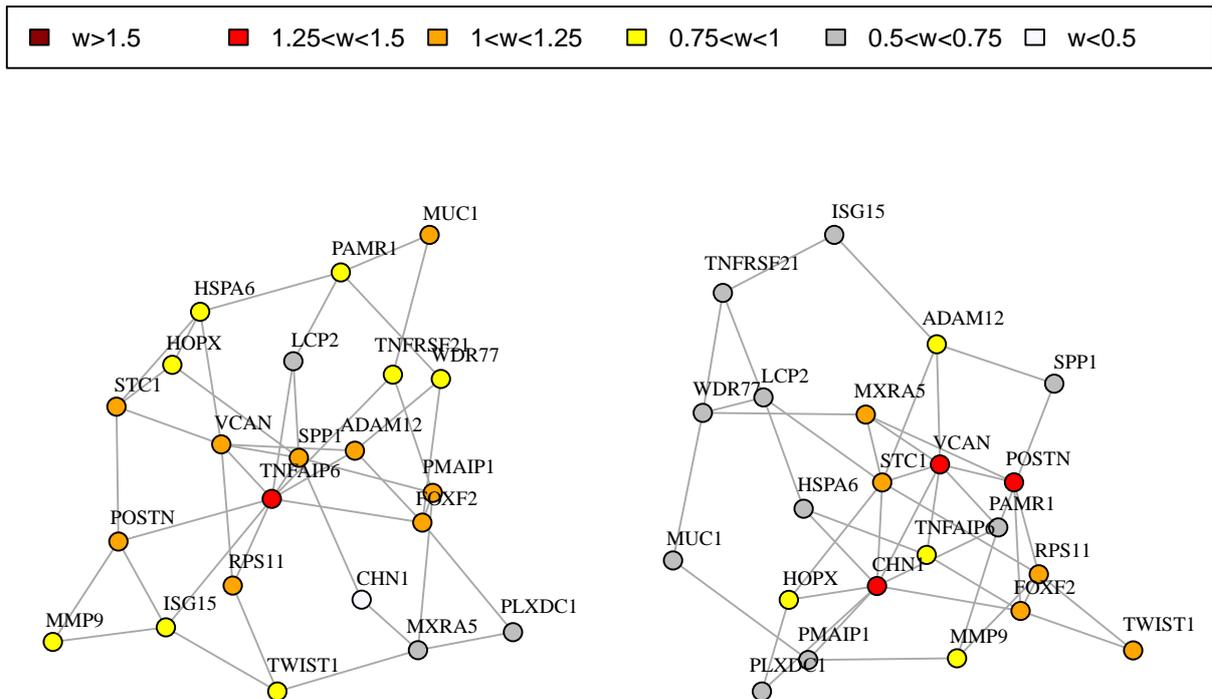 w>1.5 1.25<w<1.5 1<w<1.25 0.75<w<1 0.5<w<0.75 w<0.5
MUC1
PAMR1
HSPA6
HOPX
LCP2
TNFRSF21
WDR77
STC1
VCAN
SPP1
ADAM12
TNFAIP6
PMAIP1
FOXF2
POSTN
RPS11
CHN1
ISG15
PLXDC1
MMP9
MXRA5
TWIST1
ISG15
TNFRSF21
ADAM12
SPP1
LCP2
WDR77
MXRA5
VCAN
STC1
POSTN
HSPA6
PAMR1
TNFAIP6
MUC1
RPS11
CHN1
HOPX
FOXF2
TWIST1
PMAIP1
MMP9
PLXDC1